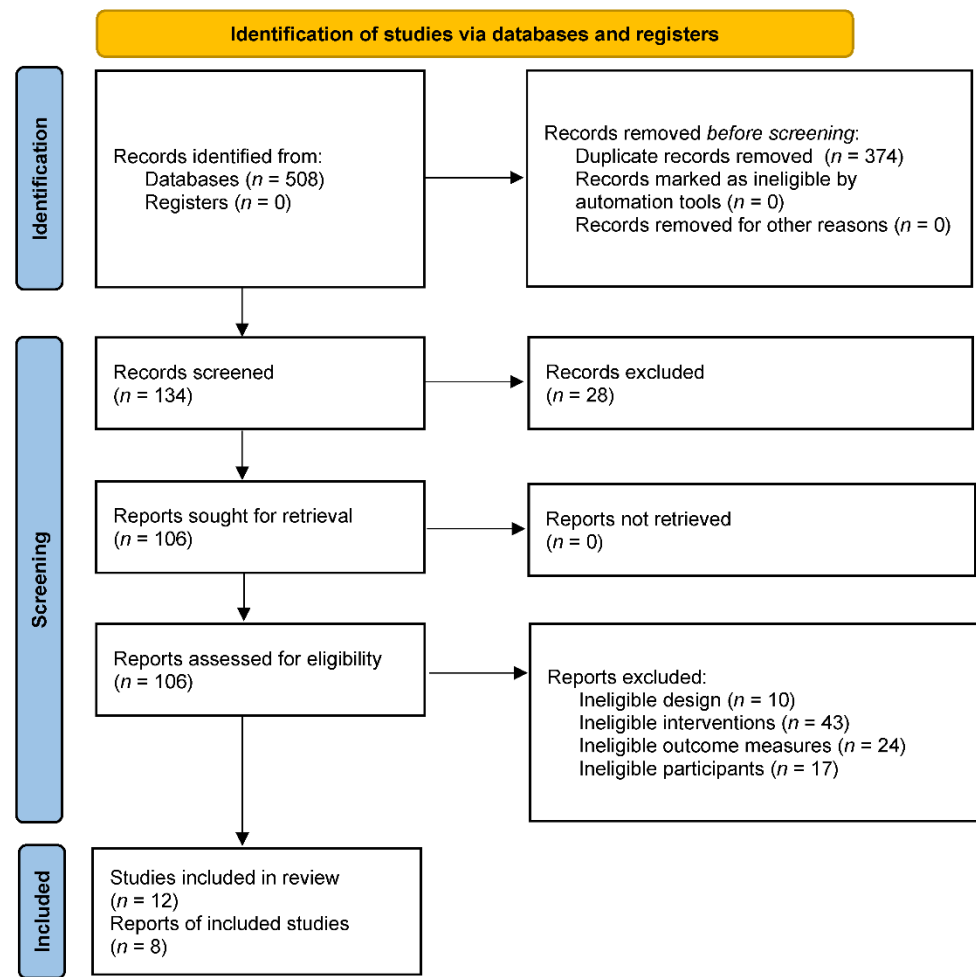 Identification of studies via databases and registers
Identification
Records identified from:
Databases (n = 508)
Registers (n = 0)
Records removed before screening:
Duplicate records removed (n = 374)
Records marked as ineligible by
automation tools (n = 0)
Records removed for other reasons (n = 0)
Screening
Records screened
(n = 134)
Records excluded
(n = 28)
Reports sought for retrieval
(n = 106)
Reports not retrieved
(n = 0)
Reports assessed for eligibility
(n = 106)
Reports excluded:
Ineligible design (n = 10)
Ineligible interventions (n = 43)
Ineligible outcome measures (n = 24)
Ineligible participants (n = 17)
Included
Studies included in review
(n = 12)
Reports of included studies
(n = 8)